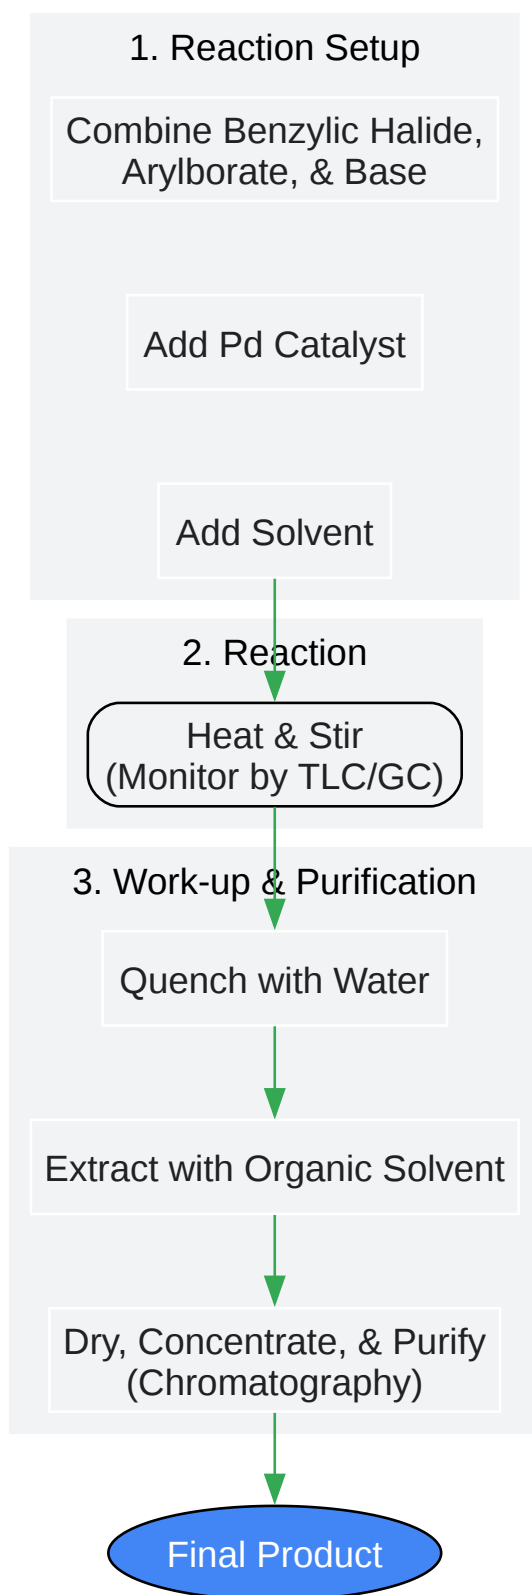 1. Reaction Setup
Combine Benzylic Halide,
Arylborate, & Base
Add Pd Catalyst
Add Solvent
2. Reaction
Heat & Stir
(Monitor by TLC/GC)
3. Work-up & Purification
Quench with Water
Extract with Organic Solvent
Dry, Concentrate, & Purify
(Chromatography)
Final Product